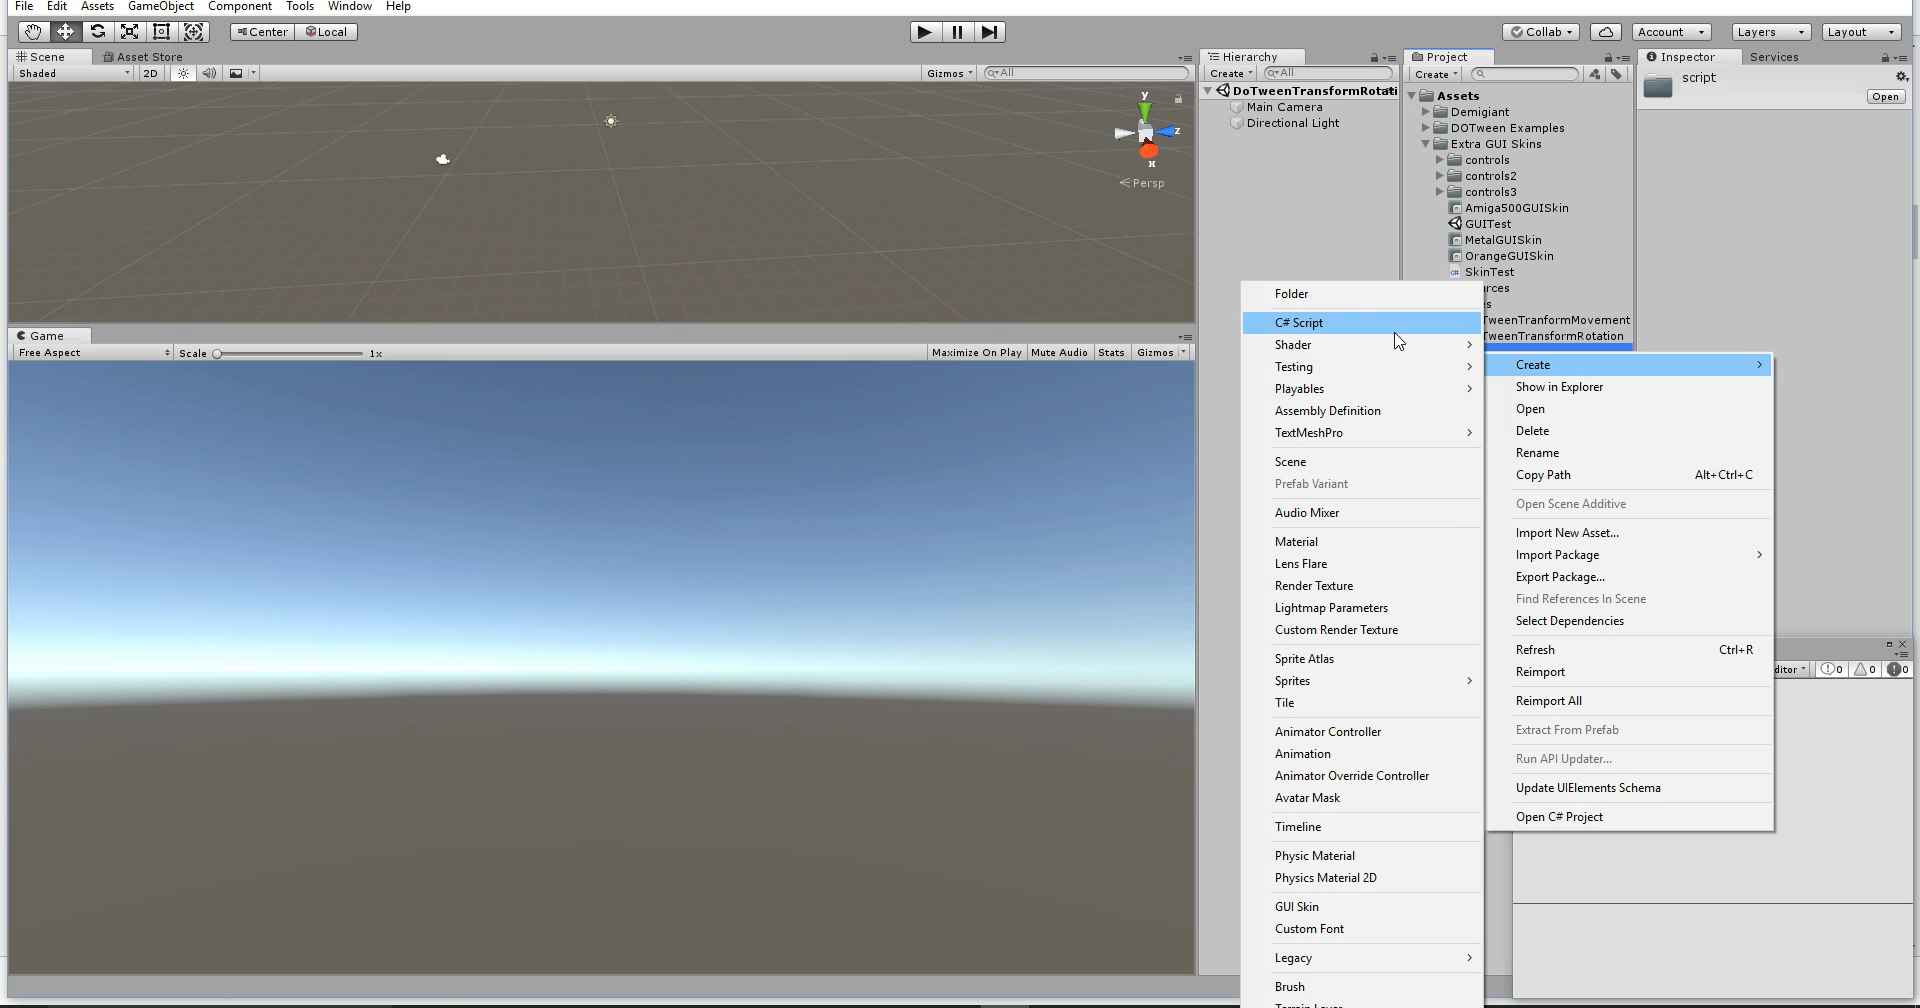 File Edit Assets GameObject Component Tools Window Help
Center Local
Collab Account Layers Layout
Scene Asset Store
Shaded 2D Gizmos All
y
z
x
Persp
Game
Free Aspect Scale 1x Maximize On Play Mute Audio Stats Gizmos
Hierarchy
Create All
DoTweenTransformRotati
Main Camera
Directional Light
Project
Create
Assets
Demigiant
DOTween Examples
Extra GUI Skins
controls
controls2
controls3
Amiga500GUISkin
GUITest
MetalGUISkin
OrangeGUISkin
SkinTest
rces
s
TweenTranformMovement
TweenTransformRotation
Inspector Services
script
Open
Folder
C# Script
Shader
Testing
Playables
Assembly Definition
TextMeshPro
Scene
Prefab Variant
Audio Mixer
Material
Lens Flare
Render Texture
Lightmap Parameters
Custom Render Texture
Sprite Atlas
Sprites
Tile
Animator Controller
Animation
Animator Override Controller
Avatar Mask
Timeline
Physic Material
Physics Material 2D
GUI Skin
Custom Font
Legacy
Brush
Create
Show in Explorer
Open
Delete
Rename
Copy Path Alt+Ctrl+C
Open Scene Additive
Import New Asset...
Import Package
Export Package...
Find References In Scene
Select Dependencies
Refresh Ctrl+R
Reimport
Reimport All
Extract From Prefab
Run API Updater...
Update UIElements Schema
Open C# Project
ditor 0 0 0